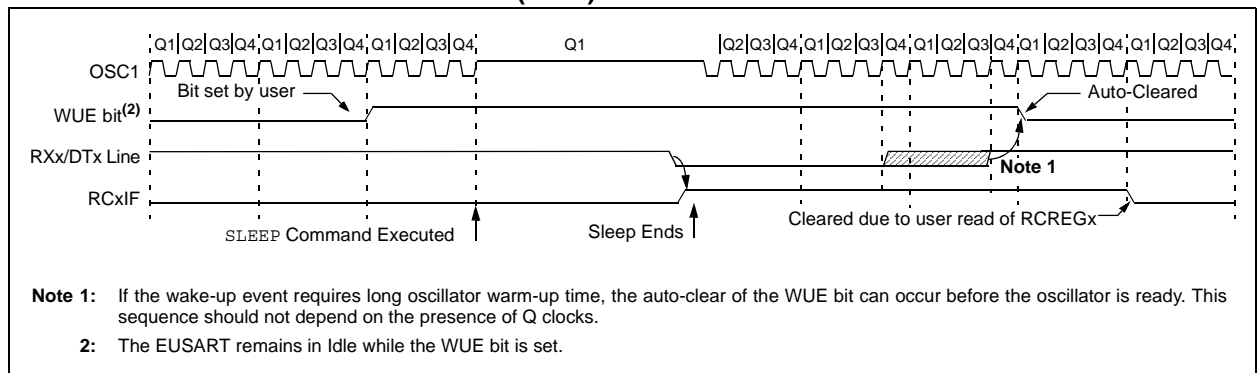 Q1 Q2 Q3 Q4 Q1 Q2 Q3 Q4 Q1 Q2 Q3 Q4 Q1 Q2 Q3 Q4 Q1 Q2 Q3 Q4 Q1 Q2 Q3 Q4 Q1 Q2 Q3 Q4 Q1 Q2 Q3 Q4
OSC1
Bit set by user
Auto-Cleared
WUE bit(2)
RXx/DTx Line
Note 1
RCxIF
Cleared due to user read of RCREGx
SLEEP Command Executed
Sleep Ends
Note 1: If the wake-up event requires long oscillator warm-up time, the auto-clear of the WUE bit can occur before the oscillator is ready. This
sequence should not depend on the presence of Q clocks.
2: The EUSART remains in Idle while the WUE bit is set.